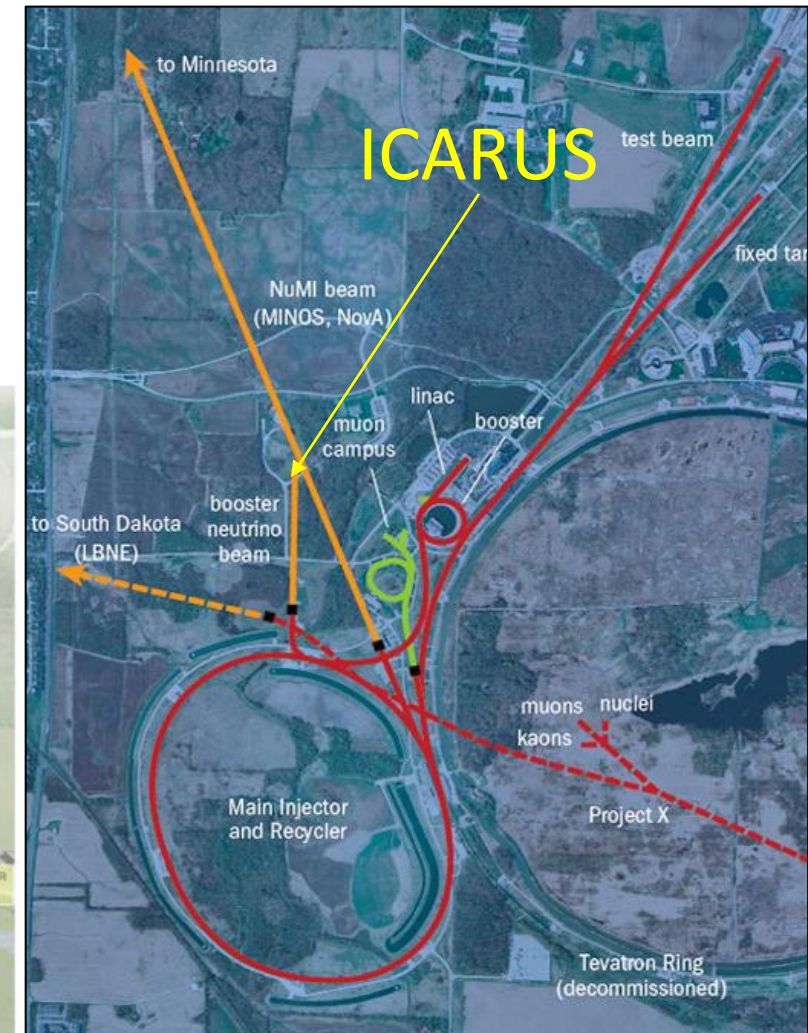 to Minnesota
ICARUS
test beam
fixed tar
NuMI beam
(MINOS, NovA)
linac
booster
muon
campus
booster
neutrino
beam
to South Dakota
(LBNE)
muons
nuclei
kaons
Project X
Main Injector
and Recycler
R
Tevatron Ring
(decommissioned)